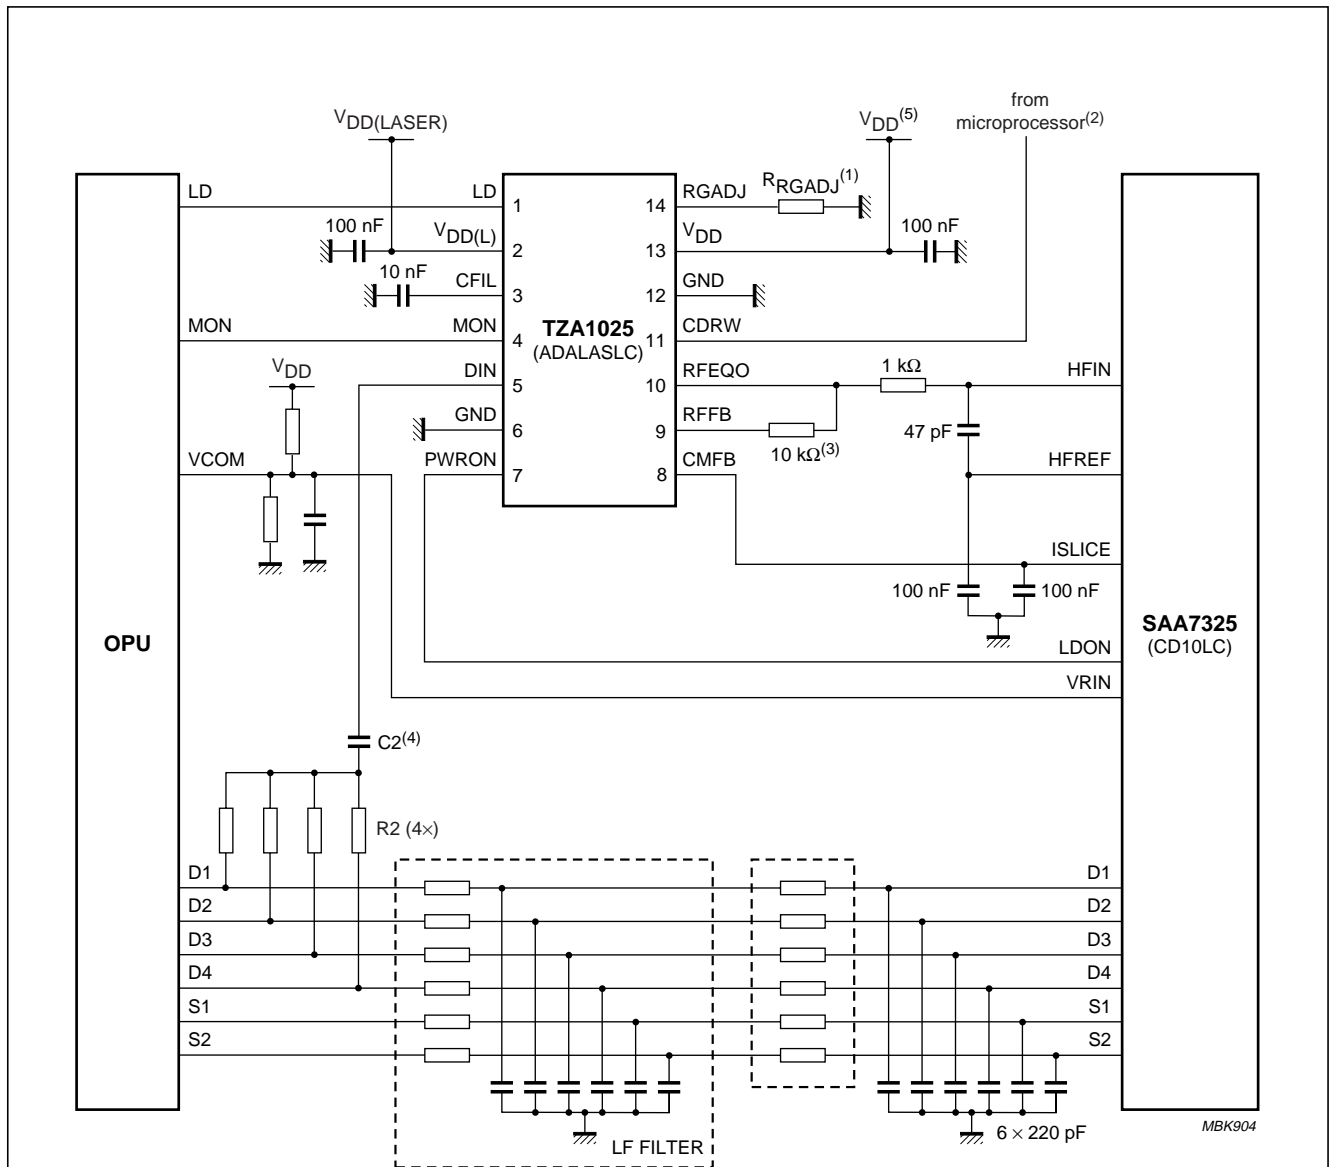 from
microprocessor(2)
VDD(LASER)
VDD(5)
LD
LD
1
14
RGADJ
RRGADJ(1)
100 nF
VDD(L)
2
13
VDD
100 nF
10 nF
CFIL
3
12
GND
TZA1025
(ADALASLC)
MON
MON
4
11
CDRW
VDD
DIN
5
10
RFEQO
1 kΩ
HFIN
GND
6
9
RFFB
10 kΩ(3)
47 pF
VCOM
PWRON
7
8
CMFB
HFREF
ISLICE
100 nF
100 nF
OPU
SAA7325
(CD10LC)
LDON
VRIN
C2(4)
R2 (4×)
D1
D1
D2
D2
D3
D3
D4
D4
S1
S1
S2
S2
LF FILTER
6 × 220 pF
MBK904